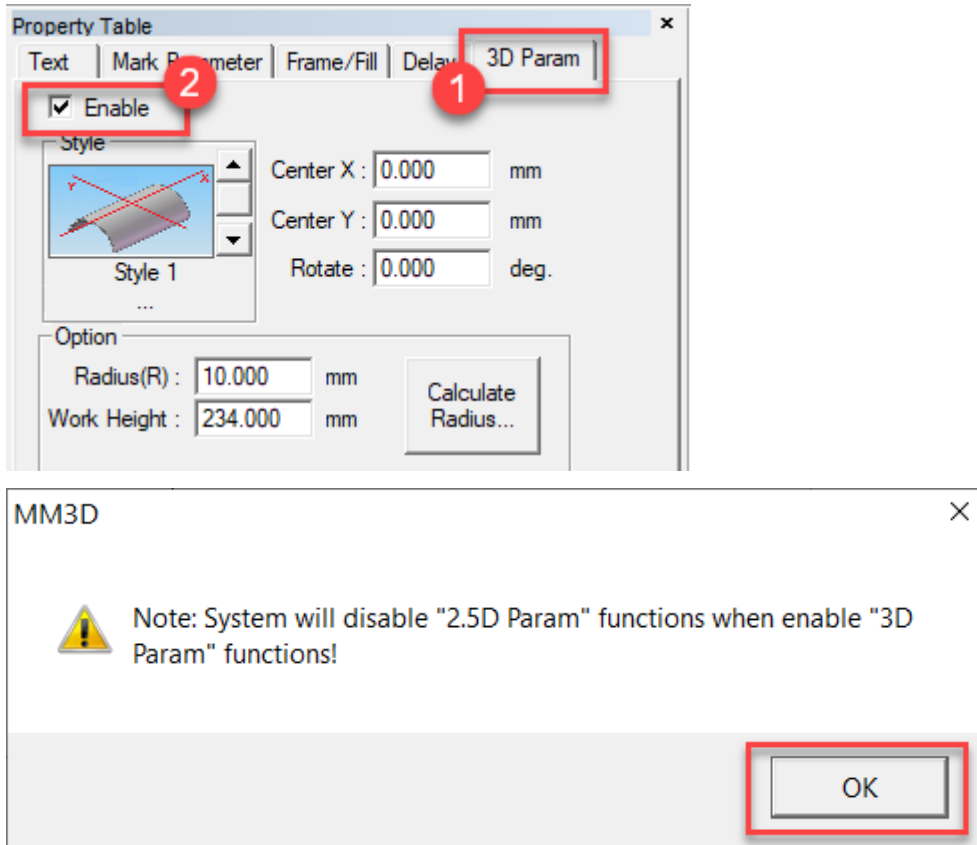 Property Table
Text Mark Parameter Frame/Fill Delay 3D Param
1
2
Enable
Style
Y X
Style 1
...
Center X : 0.000 mm
Center Y : 0.000 mm
Rotate : 0.000 deg.
Option
Radius(R) : 10.000 mm
Work Height : 234.000 mm
Calculate
Radius...
MM3D
Note: System will disable "2.5D Param" functions when enable "3D
Param" functions!
OK